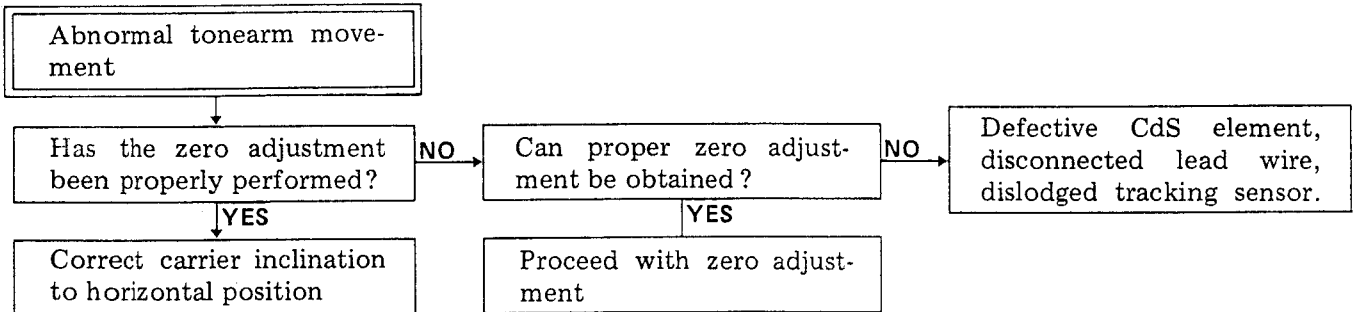 Abnormal tonearm move-
ment
Has the zero adjustment
been properly performed?
NO
Can proper zero adjust-
ment be obtained?
NO
Defective CdS element,
disconnected lead wire,
dislodged tracking sensor.
YES
YES
Correct carrier inclination
to horizontal position
Proceed with zero adjust-
ment